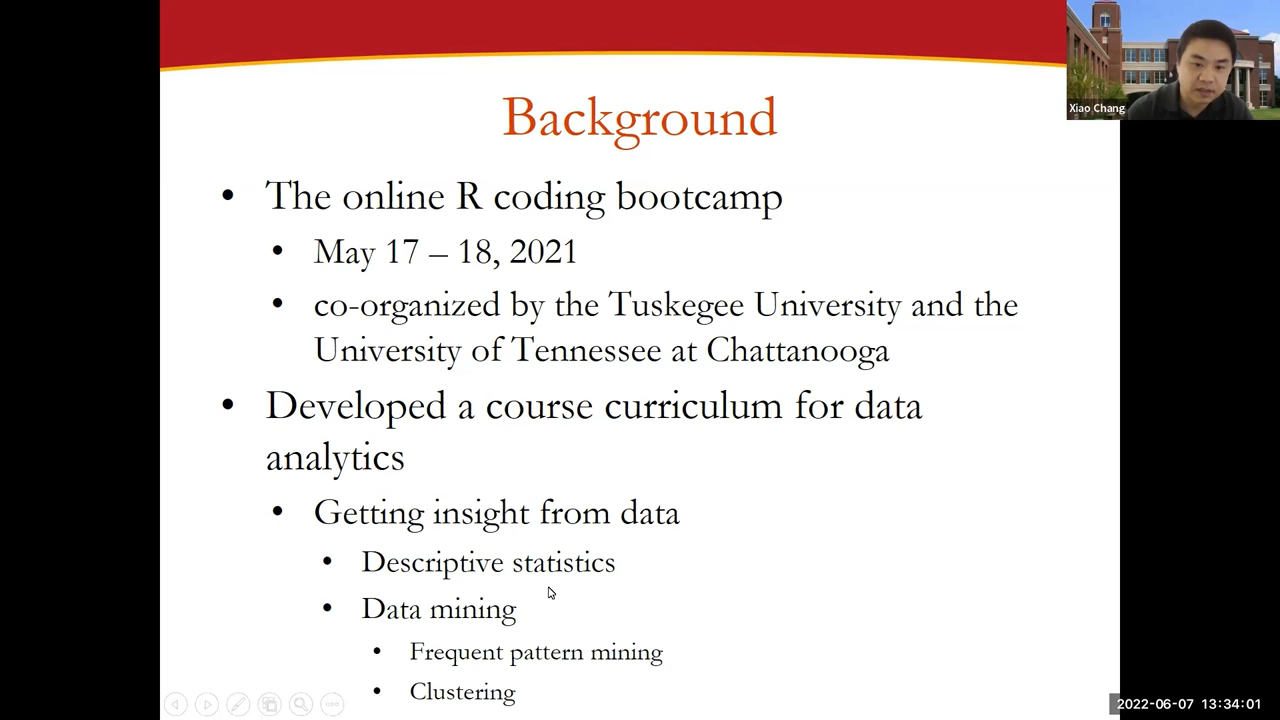 Background
• The online R coding bootcamp
• May 17 – 18, 2021
• co-organized by the Tuskegee University and the
University of Tennessee at Chattanooga
• Developed a course curriculum for data
analytics
• Getting insight from data
• Descriptive statistics
• Data mining
• Frequent pattern mining
• Clustering
Xiao Chang
2022-06-07 13:34:01